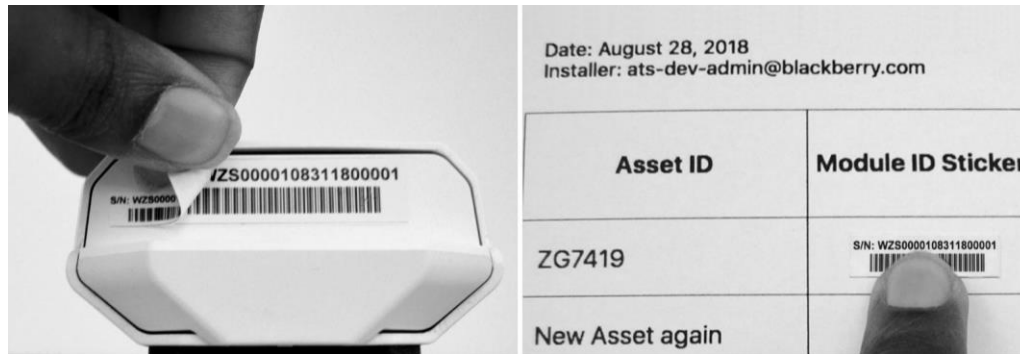 WZS0000108311800001
S/N: WZS0000
Date: August 28, 2018
Installer: ats-dev-admin@blackberry.com
Asset ID
Module ID Sticker
ZG7419
S/N: WZS0000108311800001
New Asset again